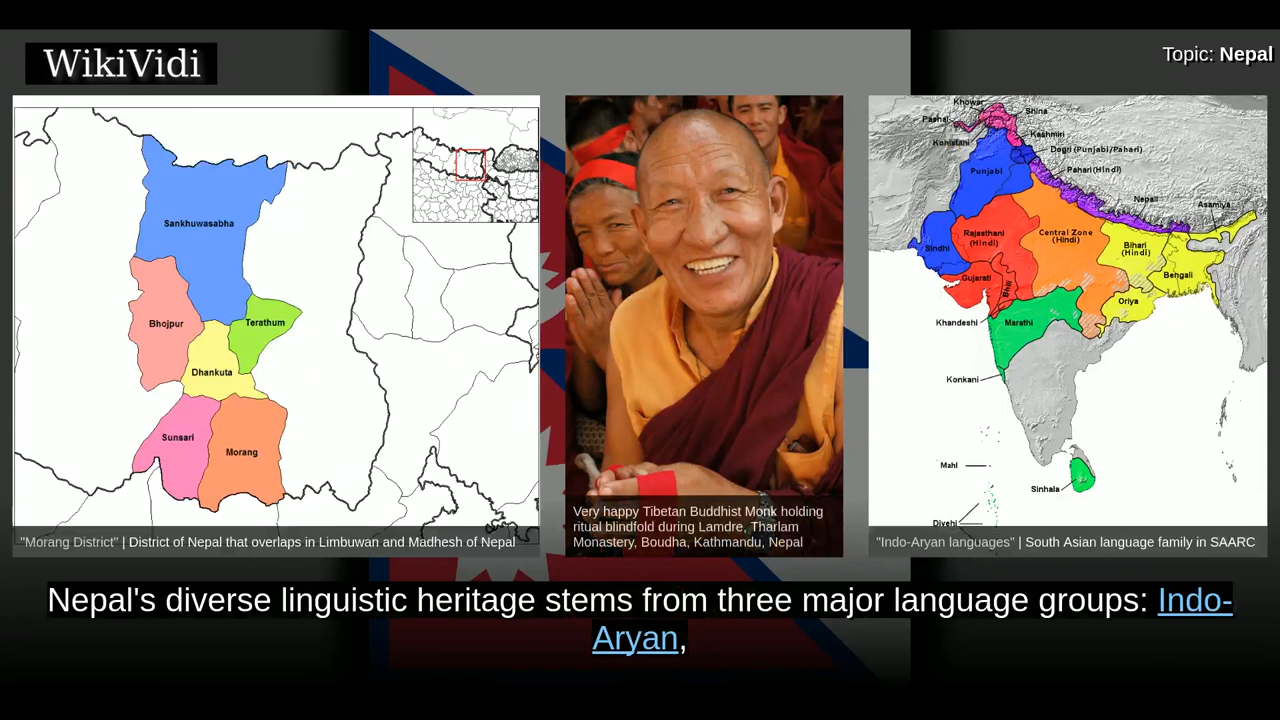 WikiVidi
Topic: Nepal
Sankhuwasabha
Bhojpur
Terathum
Dhankuta
Sunsari
Morang
"Morang District" | District of Nepal that overlaps in Limbuwan and Madhesh of Nepal
Very happy Tibetan Buddhist Monk holding
ritual blindfold during Lamdre, Tharlam
Monastery, Boudha, Kathmandu, Nepal
Khowar
Shina
Pashai
Kashmiri
Kohistani
Dogri (Punjabi/Pahari)
Punjabi
Pahari (Hindi)
Nepali
Asamiya
Rajasthani
(Hindi)
Central Zone
(Hindi)
Sindhi
Bihari
(Hindi)
Gujarati
Bhili
Bengali
Oriya
Khandeshi
Marathi
Konkani
Mahl
Sinhala
Divehi
"Indo-Aryan languages" | South Asian language family in SAARC
Nepal's diverse linguistic heritage stems from three major language groups: Indo-
Aryan,